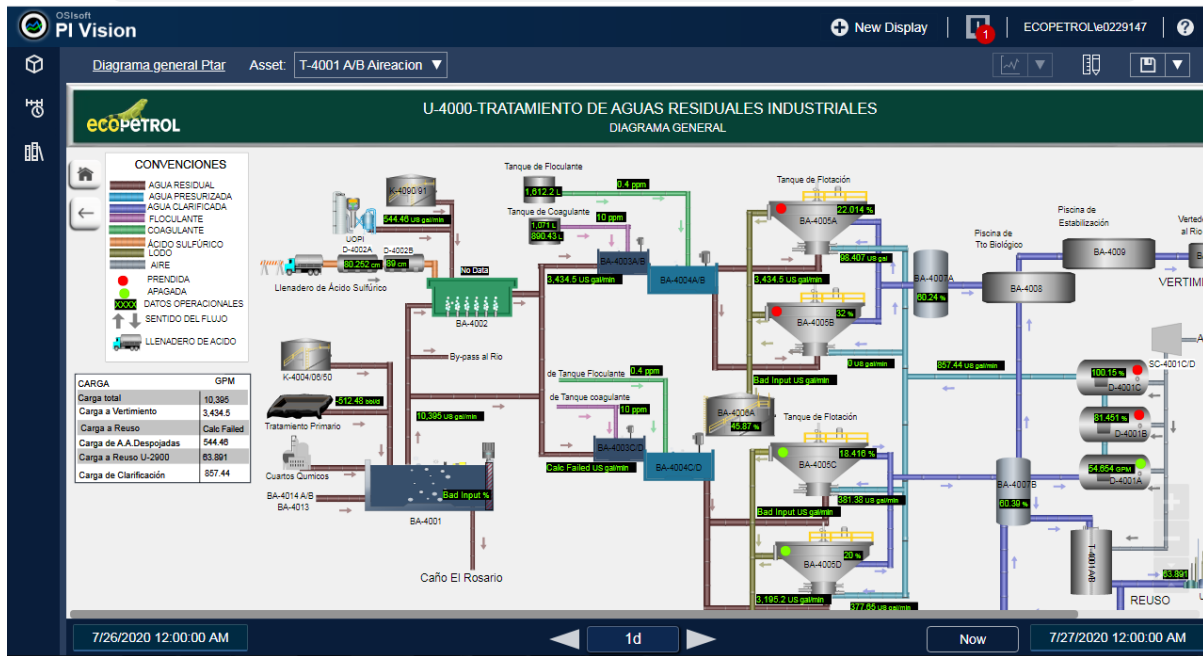 OSIsoft
PI Vision
New Display
1
ECOPETROL\e0229147
?
Diagrama general Ptar
Asset:
T-4001 A/B Aireacion
ecopetrol
U-4000-TRATAMIENTO DE AGUAS RESIDUALES INDUSTRIALES
DIAGRAMA GENERAL
CONVENCIONES
AGUA RESIDUAL
AGUA PRESURIZADA
AGUA CLARIFICADA
FLOCULANTE
COAGULANTE
ÁCIDO SULFÚRICO
LODO
AIRE
PRENDIDA
APAGADA
XXXX DATOS OPERACIONALES
SENTIDO DEL FLUJO
LLENADERO DE ACIDO
CARGA GPM
Carga total 10,395
Carga a Vertimiento 3,434.5
Carga a Reuso Calc Failed
Carga de A.A.Despojadas 544.46
Carga a Reuso U-2900 63.891
Carga de Clarificación 857.44
K-4090/91
544.46 US gal/min
UOPI
D-4002A
D-4002B
80.252 cm
89 cm
Llenadero de Ácido Sulfúrico
No Data
BA-4002
By-pass al Rio
K-4004/06/50
-512.48 bbl/d
Tratamiento Primario
10,395 US gal/min
Cuartos Qumicos
BA-4014 A/B
BA-4013
Bad Input %
BA-4001
Caño El Rosario
Tanque de Floculante
1,612.2 L
0.4 ppm
Tanque de Coagulante
1,071 L
890.43 L
10 ppm
BA-4003A/B
3,434.5 US gal/min
BA-4004A/B
de Tanque Floculante
0.4 ppm
de Tanque coagulante
10 ppm
BA-4003C/D
Calc Failed US gal/min
BA-4004C/D
Tanque de Flotación
22.014 %
BA-4005A
98.407 US gal
3,434.5 US gal/min
32 %
BA-4005B
0 US gal/min
Bad Input US gal/min
BA-4006A
45.87 %
Tanque de Flotación
18.416 %
BA-4005C
381.38 US gal/min
Bad Input US gal/min
20 %
BA-4005D
3,195.2 US gal/min
377.65 US gal/min
BA-4007A
60.24 %
Piscina de
Tto Biológico
BA-4008
Piscina de
Estabilización
BA-4009
al Rio
857.44 US gal/min
SC-4001C/D
100.15 %
D-4001C
81.451 %
D-4001B
54.654 GPM
D-4001A
BA-4007B
60.39 %
T-4001A/B
REUSO
7/26/2020 12:00:00 AM
1d
Now
7/27/2020 12:00:00 AM